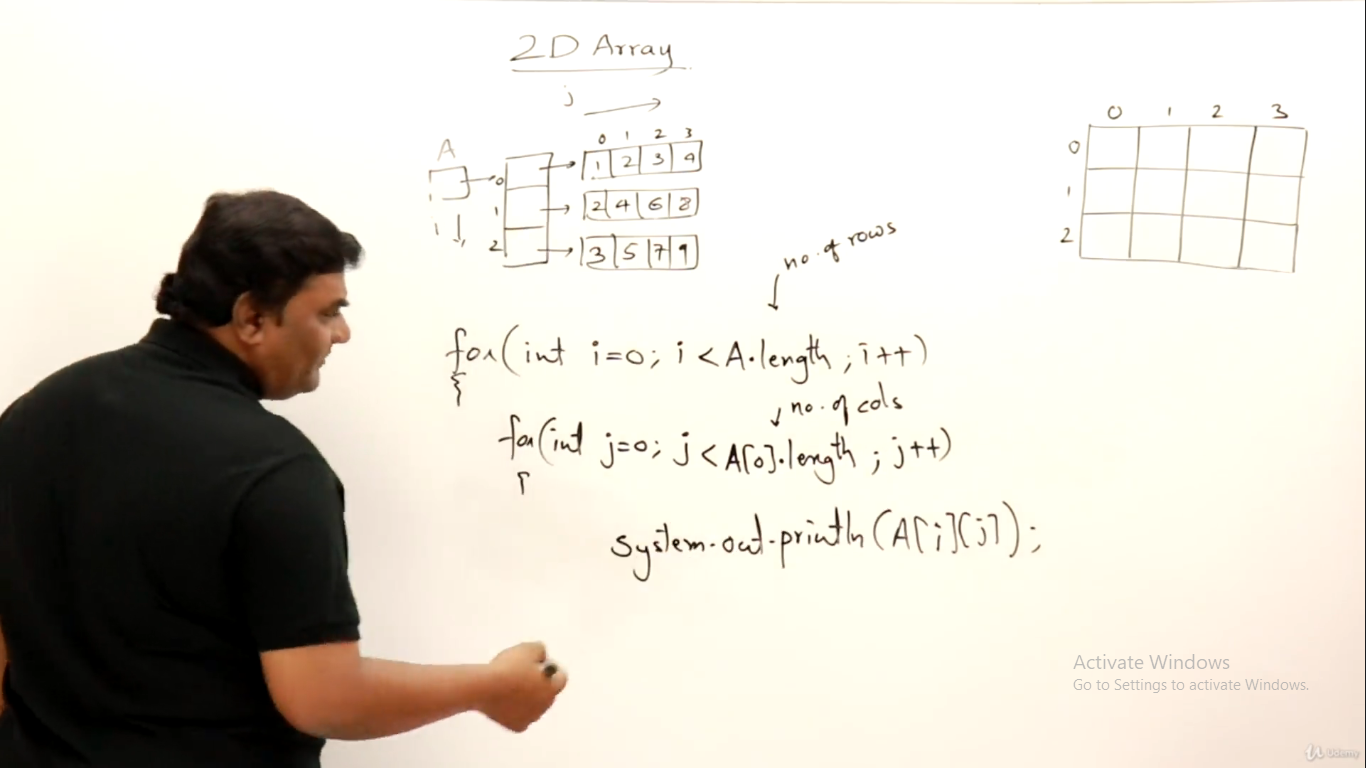 2D Array
j
0 1 2 3
A
0 1 2 3 4
1 2 4 6 8
i
2 3 5 7 9
0 1 2 3
0
1
2
no. of rows
for(int i=0; i<A.length; i++)
{
no. of cols
for(int j=0; j<A[0].length; j++)
{
system.out.println(A[i][j]);
Activate Windows
Go to Settings to activate Windows.
Udemy